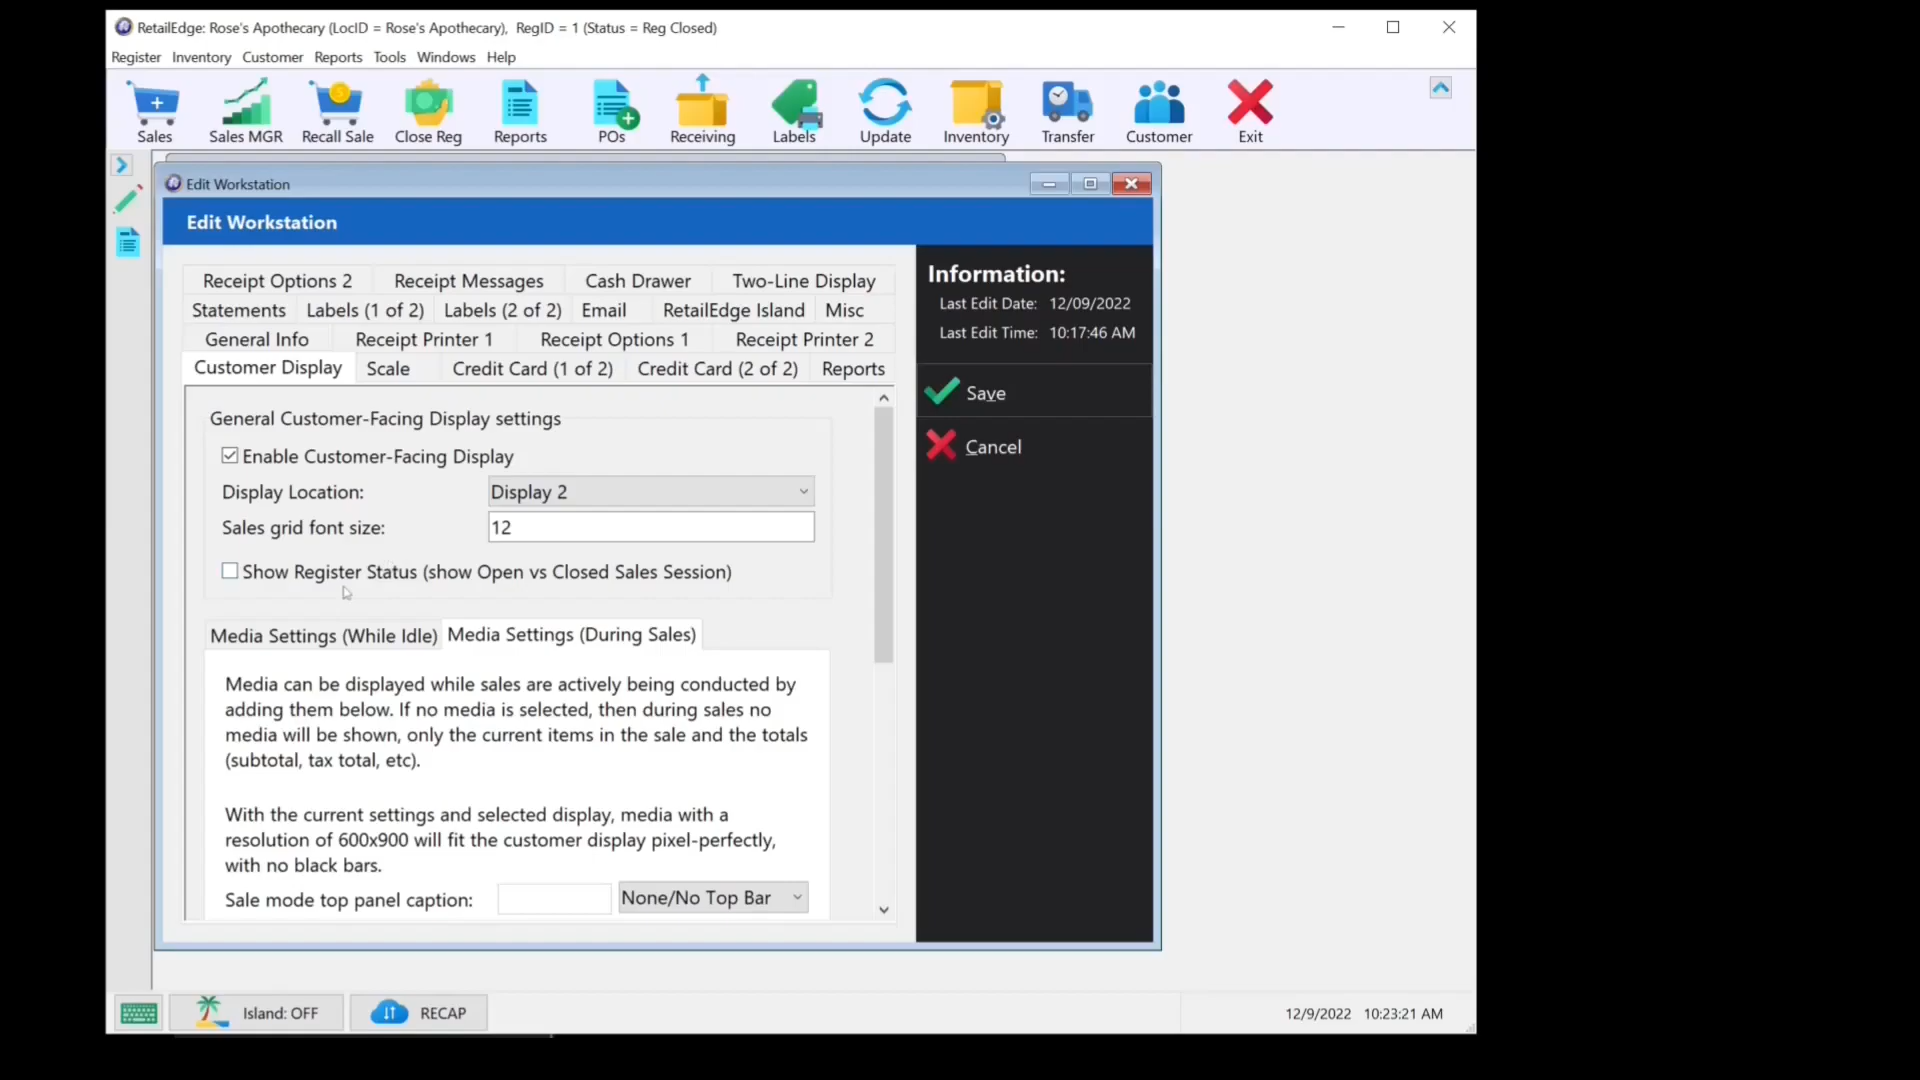 RetailEdge: Rose's Apothecary (LocID = Rose's Apothecary),  RegID = 1 (Status = Reg Closed)
Register Inventory Customer Reports Tools Windows Help
Sales Sales MGR Recall Sale Close Reg Reports POs Receiving Labels Update Inventory Transfer Customer Exit
Edit Workstation
Edit Workstation
Receipt Options 2 Receipt Messages Cash Drawer Two-Line Display
Statements Labels (1 of 2) Labels (2 of 2) Email RetailEdge Island Misc
General Info Receipt Printer 1 Receipt Options 1 Receipt Printer 2
Customer Display Scale Credit Card (1 of 2) Credit Card (2 of 2) Reports
General Customer-Facing Display settings
Enable Customer-Facing Display
Display Location: Display 2
Sales grid font size: 12
Show Register Status (show Open vs Closed Sales Session)
Media Settings (While Idle) Media Settings (During Sales)
Media can be displayed while sales are actively being conducted by
adding them below. If no media is selected, then during sales no
media will be shown, only the current items in the sale and the totals
(subtotal, tax total, etc).
With the current settings and selected display, media with a
resolution of 600x900 will fit the customer display pixel-perfectly,
with no black bars.
Sale mode top panel caption: None/No Top Bar
Information:
Last Edit Date: 12/09/2022
Last Edit Time: 10:17:46 AM
Save
Cancel
Island: OFF RECAP 12/9/2022 10:23:21 AM